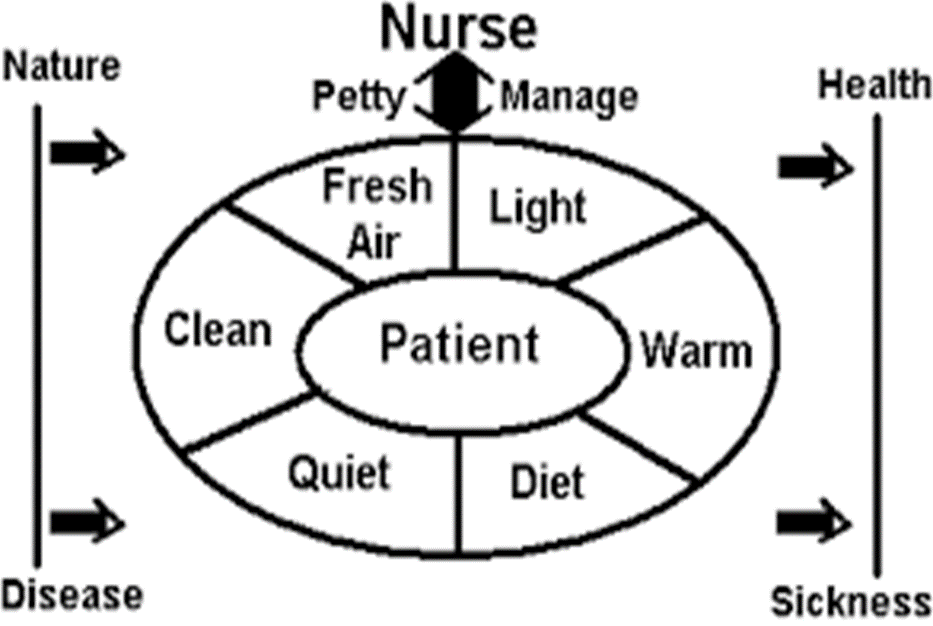 Nurse
Nature
Petty Manage
Health
Fresh
Air
Light
Clean
Patient
Warm
Quiet
Diet
Disease
Sickness